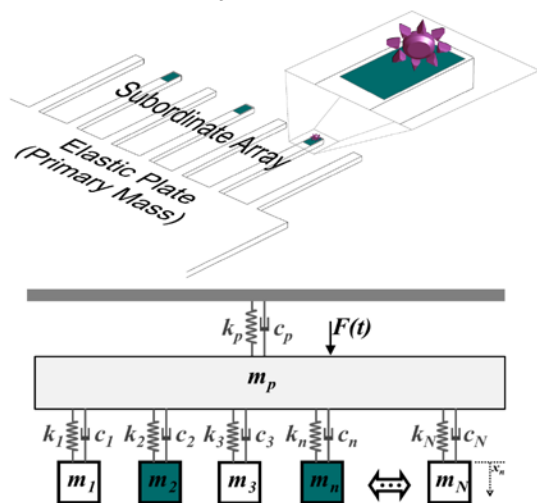 Subordinate Array
Elastic Plate
(Primary Mass)
k_p c_p F(t)
m_p
k_1 c_1 k_2 c_2 k_3 c_3 k_n c_n k_N c_N
m_1 m_2 m_3 m_n m_N x_n